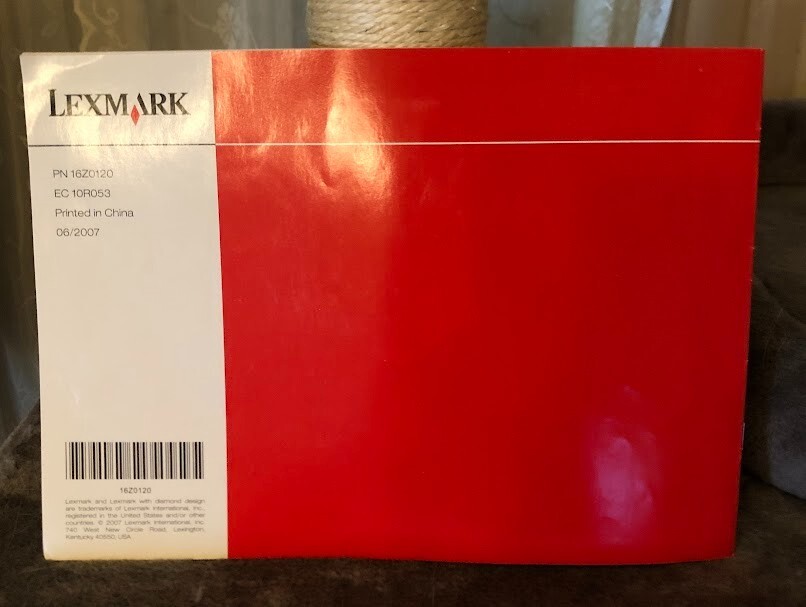 LEXMARK
PN 16Z0120
EC 10R053
Printed in China
06/2007
16Z0120
Lexmark and Lexmark with diamond design
are trademarks of Lexmark International, Inc.,
registered in the United States and/or other
countries. © 2007 Lexmark International, Inc.
740 West New Circle Road, Lexington,
Kentucky 40550, USA